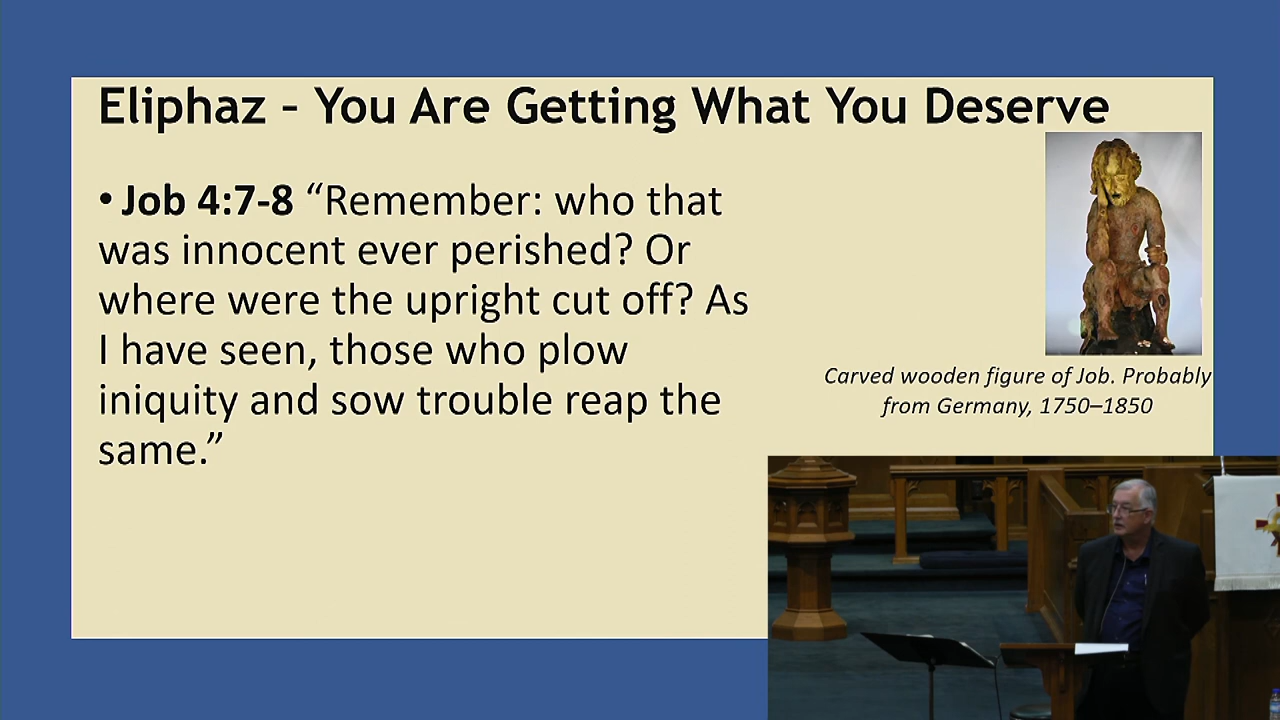 Eliphaz – You Are Getting What You Deserve
• Job 4:7-8 “Remember: who that
was innocent ever perished? Or
where were the upright cut off? As
I have seen, those who plow
iniquity and sow trouble reap the
same.”
Carved wooden figure of Job. Probably
from Germany, 1750–1850